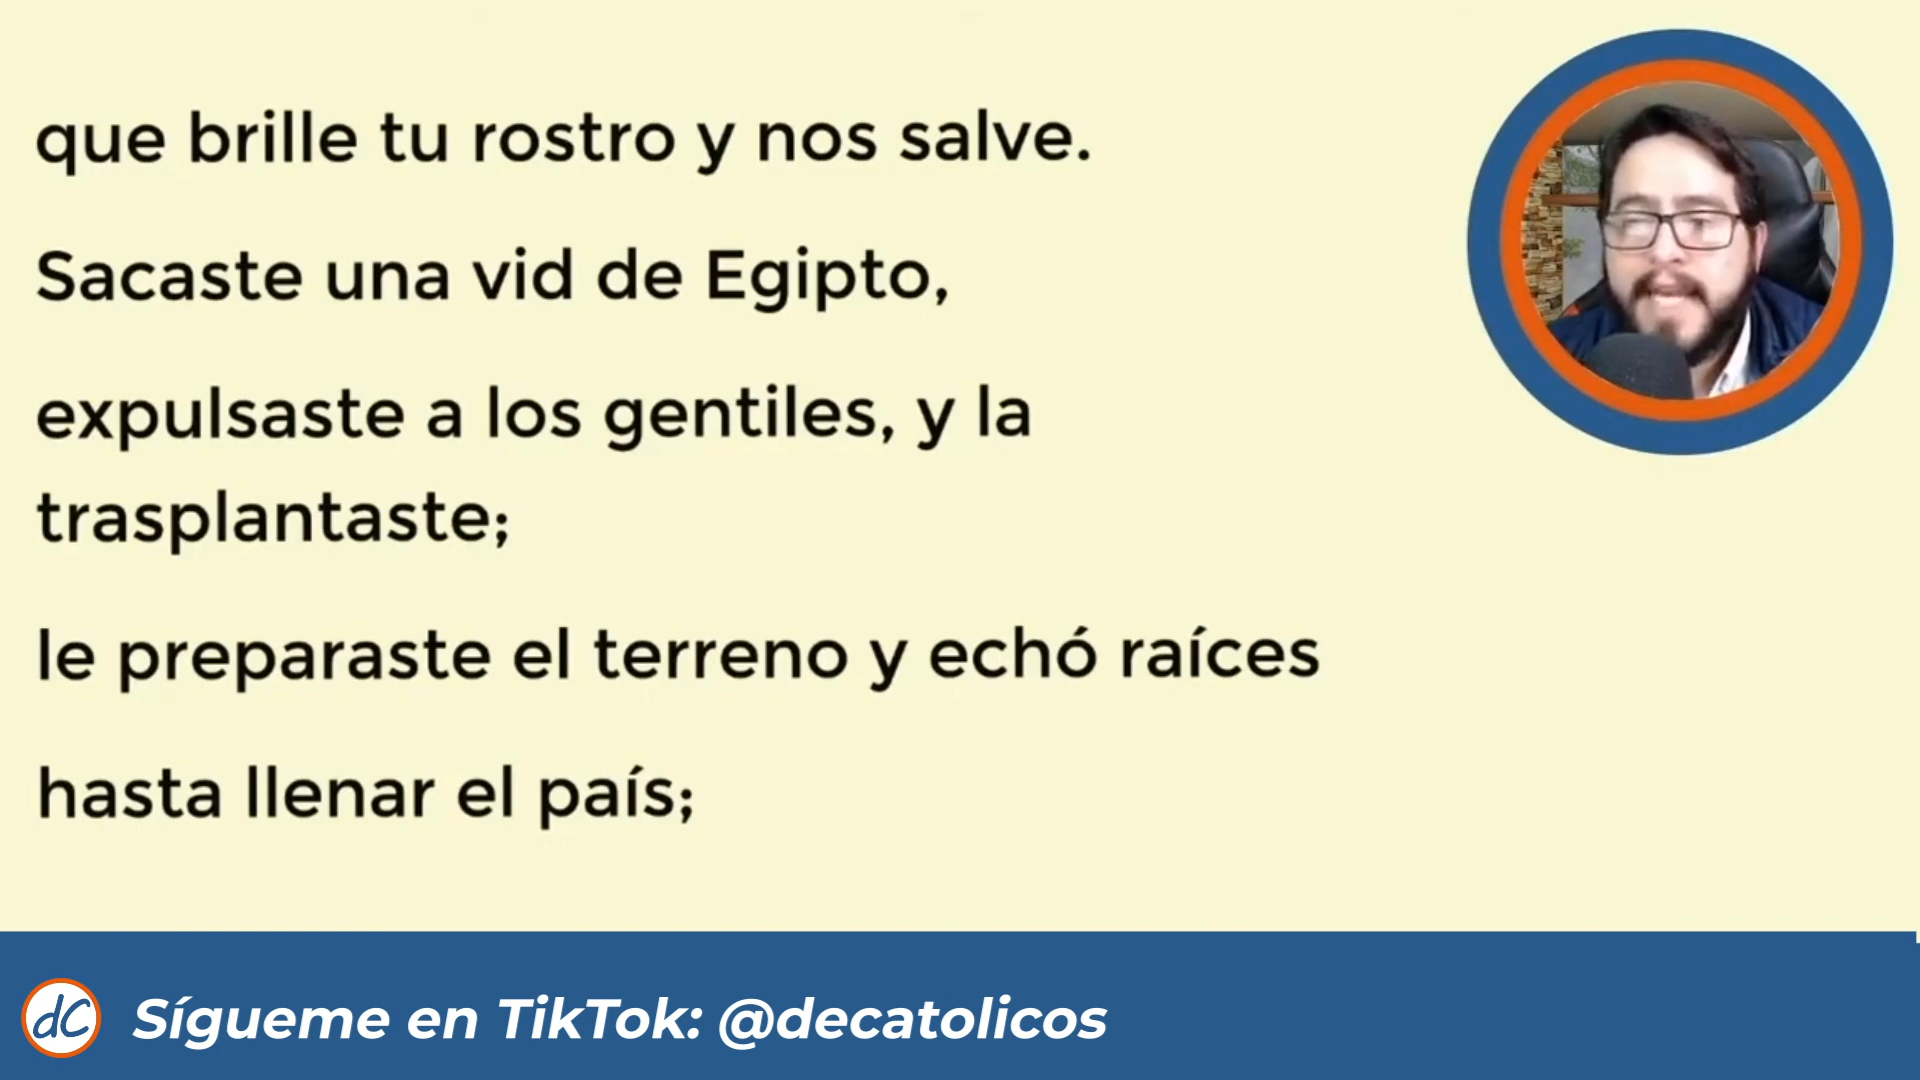 que brille tu rostro y nos salve.
Sacaste una vid de Egipto,
expulsaste a los gentiles, y la
trasplantaste;
le preparaste el terreno y echó raíces
hasta llenar el país;
dC Sígueme en TikTok: @decatolicos